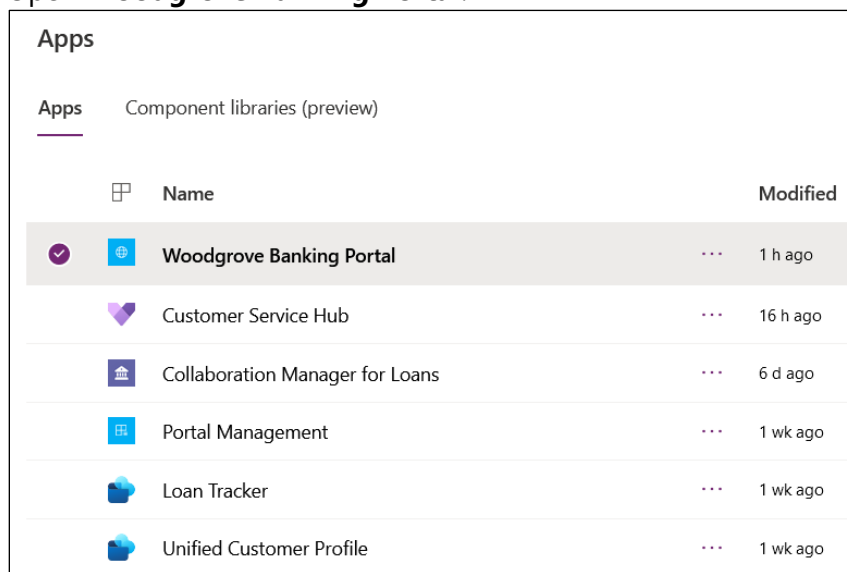 Apps
Apps Component libraries (preview)
Name Modified
Woodgrove Banking Portal ... 1 h ago
Customer Service Hub ... 16 h ago
Collaboration Manager for Loans ... 6 d ago
Portal Management ... 1 wk ago
Loan Tracker ... 1 wk ago
Unified Customer Profile ... 1 wk ago